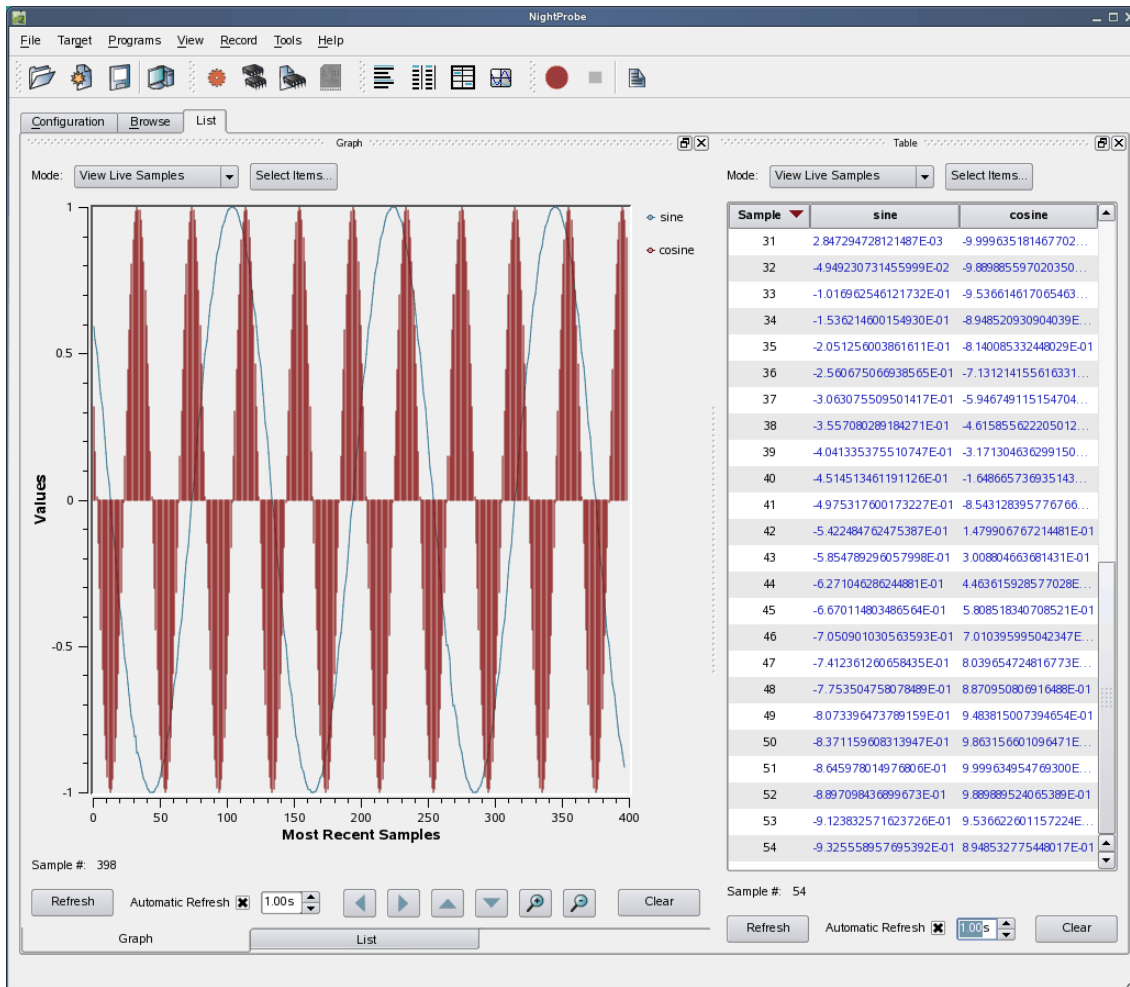 NightProbe
File Target Programs View Record Tools Help
Configuration Browse List
Graph
Mode: View Live Samples Select Items...
sine
cosine
1
0.5
0
-0.5
-1
Values
0 50 100 150 200 250 300 350 400
Most Recent Samples
Sample #: 398
Refresh Automatic Refresh 1.00s Clear
Graph List
Table
Mode: View Live Samples Select Items...
Sample sine cosine
31 2.847294728121487E-03 -9.999635181467702...
32 -4.949230731455999E-02 -9.889885597020350...
33 -1.016962546121732E-01 -9.536614617065463...
34 -1.536214600154930E-01 -8.948520930904039E...
35 -2.051256003861611E-01 -8.140085332448029E-01
36 -2.560675066938565E-01 -7.131214155616331...
37 -3.063075509501417E-01 -5.946749115154704...
38 -3.557080289184271E-01 -4.615855622205012...
39 -4.041335375510747E-01 -3.171304636299150...
40 -4.514513461191126E-01 -1.648665736935143...
41 -4.975317600173227E-01 -8.543128395776766...
42 -5.422484762475387E-01 1.479906767214481E-01
43 -5.854789296057998E-01 3.008804663681431E-01
44 -6.271046286244881E-01 4.463615928577028E...
45 -6.670114803486564E-01 5.808518340708521E-01
46 -7.050901030563593E-01 7.010395995042347E...
47 -7.412361260658435E-01 8.039654724816773E...
48 -7.753504758078489E-01 8.870950806916488E-01
49 -8.073396473789159E-01 9.483815007394654E-01
50 -8.371159608313947E-01 9.863156601096471E...
51 -8.645978014976806E-01 9.999634954769300E...
52 -8.897098436899673E-01 9.889889524065389E-01
53 -9.123832571623726E-01 9.536622601157224E...
54 -9.325558957695392E-01 8.948532775448017E-01
Sample #: 54
Refresh Automatic Refresh 1.00s Clear